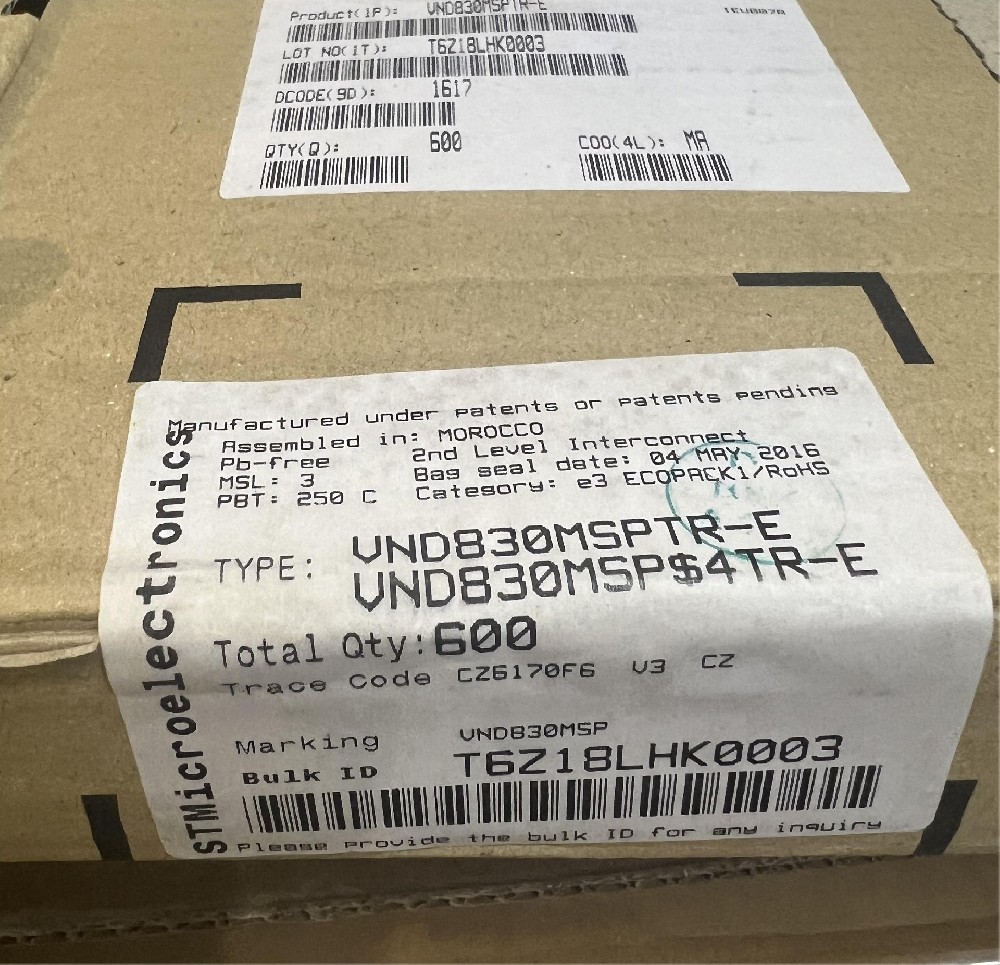 Product(1P): VND830MSPTR-E
LOT NO(1T): T6Z18LHK0003
DCODE(9D): 1617
QTY(Q): 600 COO(4L): MA
STMicroelectronics
Manufactured under patents or patents pending
Assembled in: MOROCCO
Pb-free 2nd Level Interconnect
MSL: 3 Bag seal date: 04 MAY 2016
PBT: 250 C Category: e3 ECOPACK1/RoHS
TYPE: VND830MSPTR-E
VND830MSP$4TR-E
Total Qty: 600
Trace Code CZ6170F6 V3 CZ
Marking VND830MSP
Bulk ID T6Z18LHK0003
Please provide the bulk ID for any inquiry